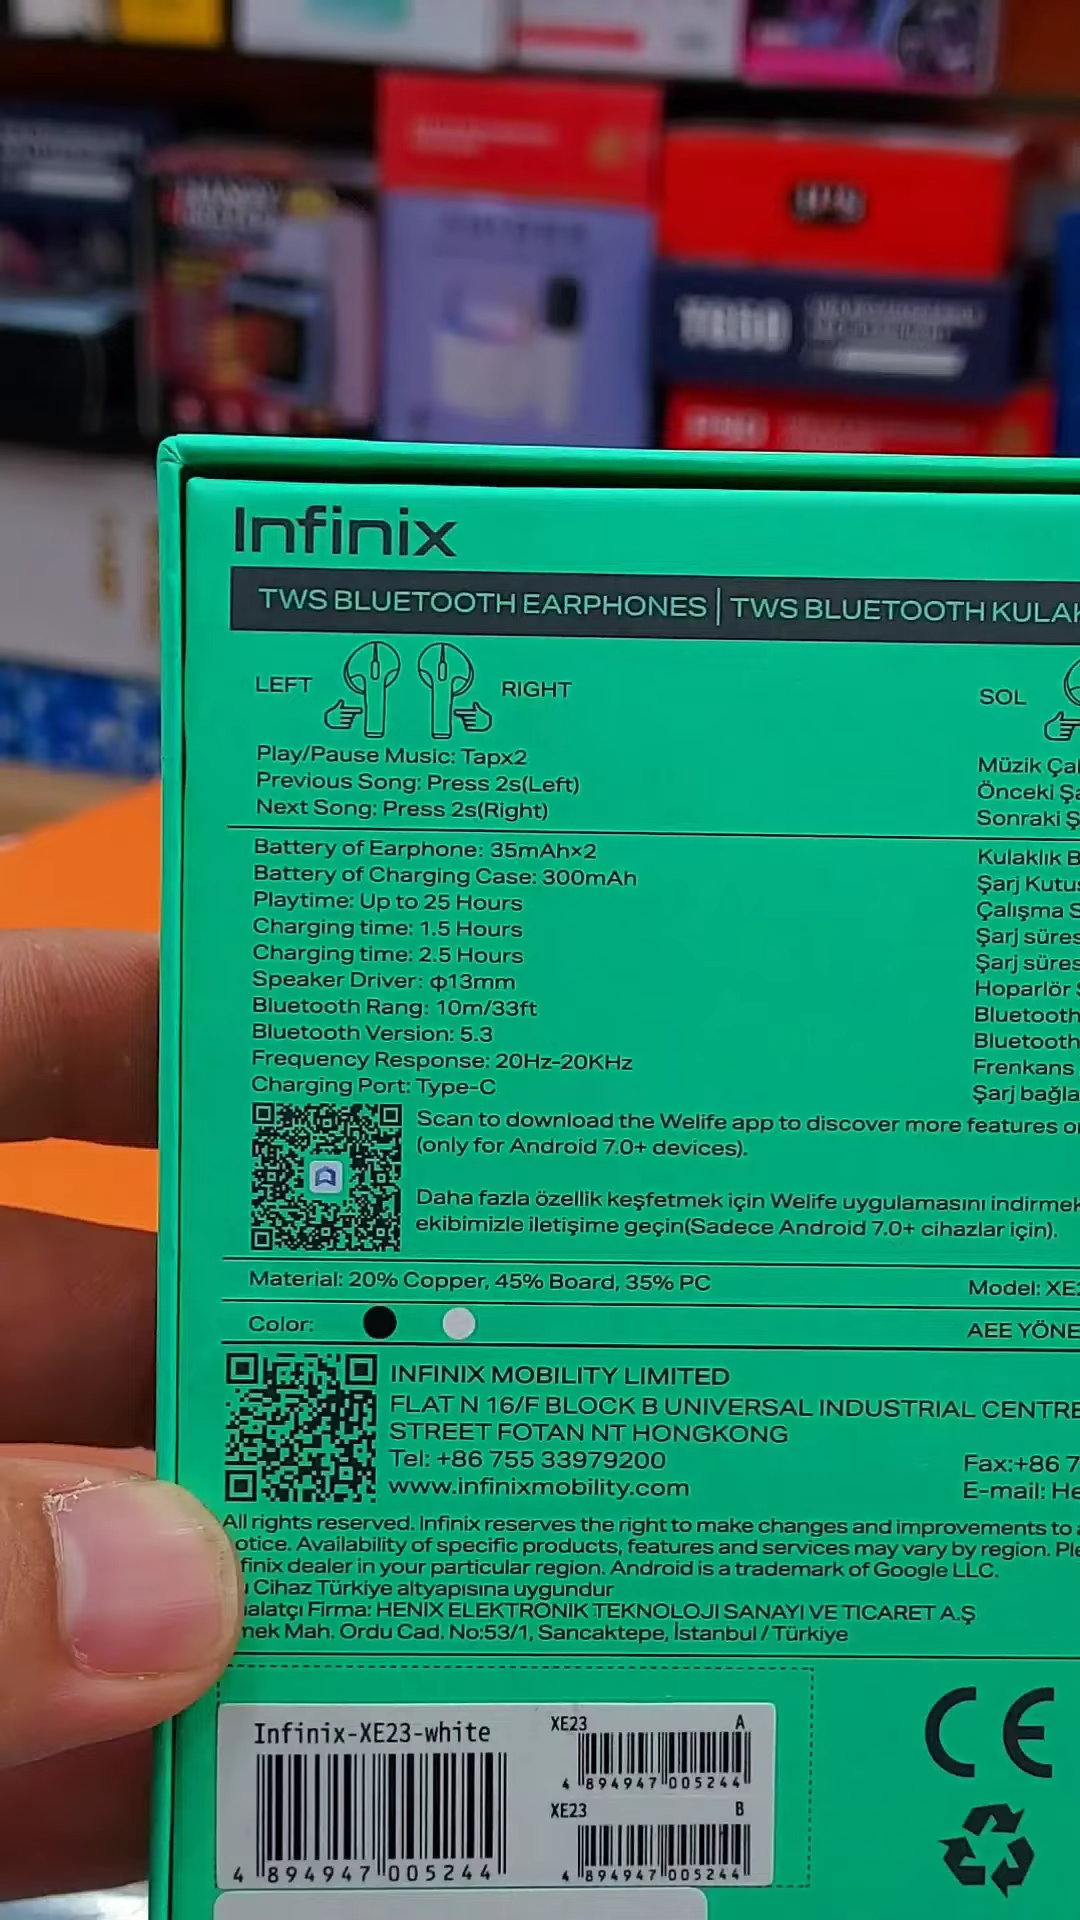 Infinix
TWS BLUETOOTH EARPHONES | TWS BLUETOOTH
LEFT RIGHT SOL
Play/Pause Music: Tapx2 Müzik
Previous Song: Press 2s(Left) Önceki
Next Song: Press 2s(Right) Sonraki
Battery of Earphone: 35mAh×2 Kulaklık
Battery of Charging Case: 300mAh Şarj
Playtime: Up to 25 Hours Çalışma
Charging time: 1.5 Hours Şarj
Charging time: 2.5 Hours Şarj
Speaker Driver: φ13mm Hoparlör
Bluetooth Rang: 10m/33ft Bluetooth
Bluetooth Version: 5.3 Bluetooth
Frequency Response: 20Hz-20KHz Frenkans
Charging Port: Type-C Şarj
Scan to download the Welife app to discover more features
(only for Android 7.0+ devices).
Daha fazla özellik keşfetmek için Welife uygulamasını
ekibimizle iletişime geçin(Sadece Android 7.0+ cihazlar için).
Material: 20% Copper, 45% Board, 35% PC Model:
Color: AEE
INFINIX MOBILITY LIMITED
FLAT N 16/F BLOCK B UNIVERSAL INDUSTRIAL CENTRE
STREET FOTAN NT HONGKONG
Tel: +86 755 33979200 Fax:+86
www.infinixmobility.com E-mail:
All rights reserved. Infinix reserves the right to make changes and improvements to
otice. Availability of specific products, features and services may vary by region.
finix dealer in your particular region. Android is a trademark of Google LLC.
Cihaz Türkiye altyapısına uygundur
alatçı Firma: HENIX ELEKTRONIK TEKNOLOJI SANAYI VE TICARET A.Ş
Mah. Ordu Cad. No:53/1, Sancaktepe, İstanbul / Türkiye
Infinix-XE23-white
4 894947 005244
XE23 A
4 894947 005244
XE23 B
4 894947 005244
CE